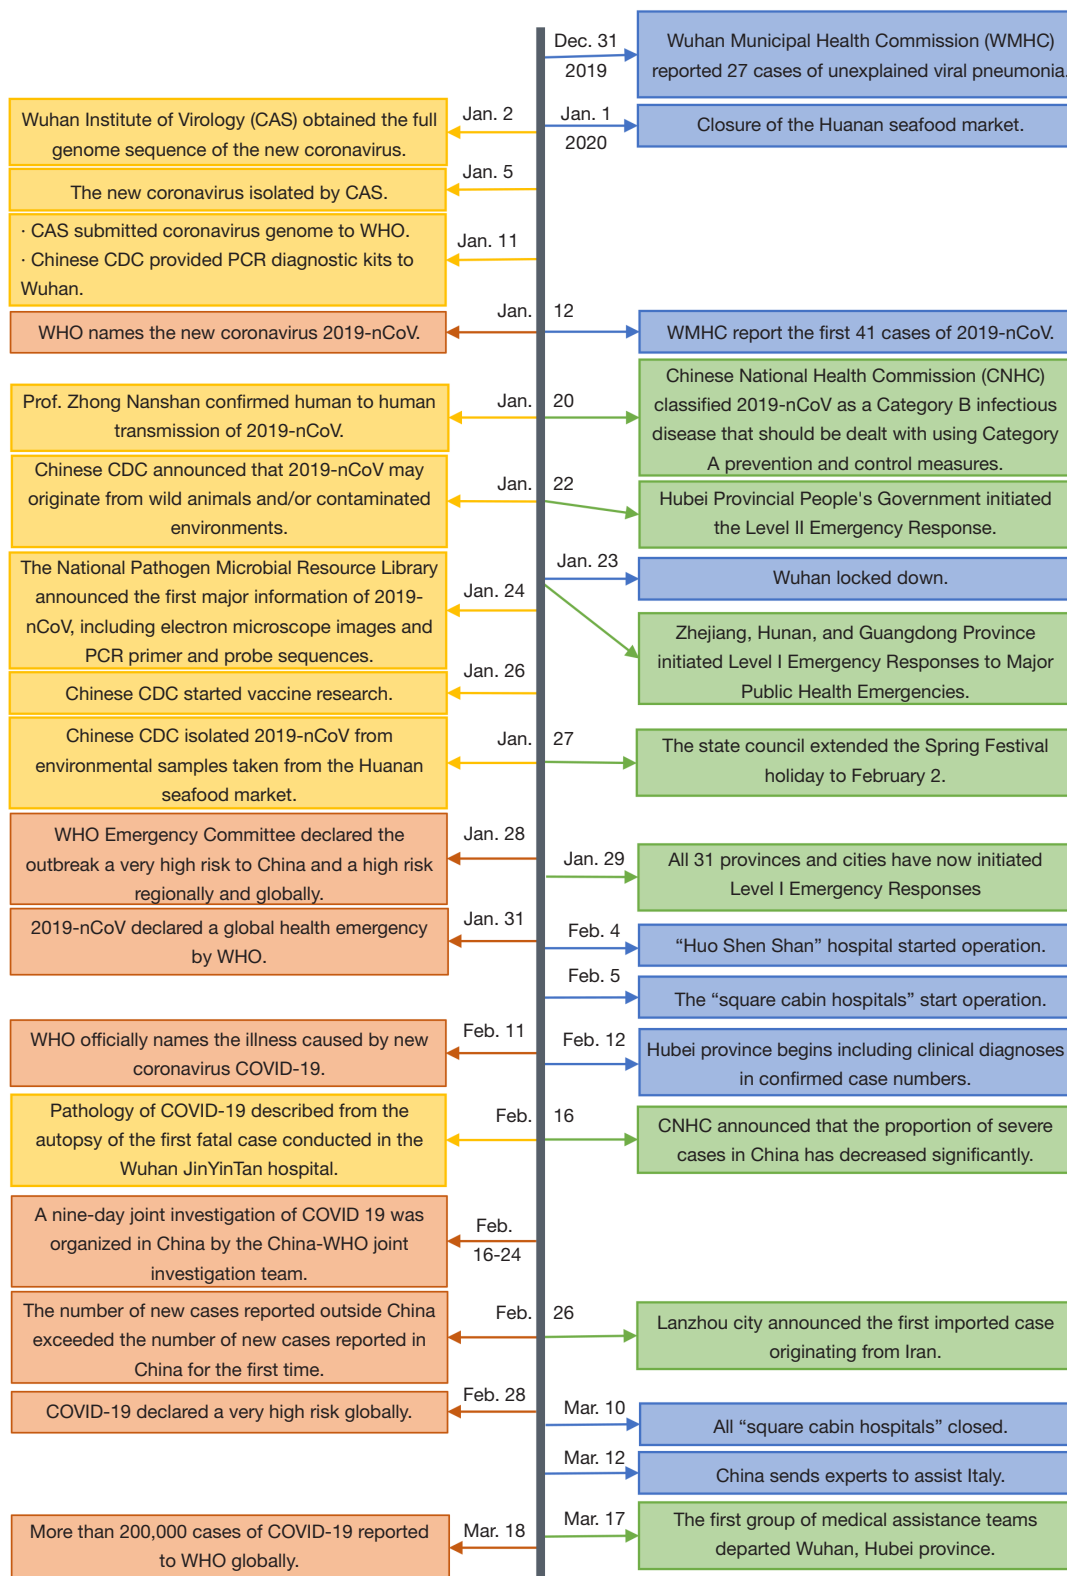 Dec. 31
2019
Wuhan Municipal Health Commission (WMHC)
reported 27 cases of unexplained viral pneumonia.
Jan. 1
2020
Closure of the Huanan seafood market.
Jan. 2
Wuhan Institute of Virology (CAS) obtained the full
genome sequence of the new coronavirus.
Jan. 5
The new coronavirus isolated by CAS.
Jan. 11
· CAS submitted coronavirus genome to WHO.
· Chinese CDC provided PCR diagnostic kits to
Wuhan.
Jan. 12
WHO names the new coronavirus 2019-nCoV.
WMHC report the first 41 cases of 2019-nCoV.
Jan. 20
Prof. Zhong Nanshan confirmed human to human
transmission of 2019-nCoV.
Chinese National Health Commission (CNHC)
classified 2019-nCoV as a Category B infectious
disease that should be dealt with using Category
A prevention and control measures.
Jan. 22
Chinese CDC announced that 2019-nCoV may
originate from wild animals and/or contaminated
environments.
Hubei Provincial People's Government initiated
the Level II Emergency Response.
Jan. 23
Wuhan locked down.
Zhejiang, Hunan, and Guangdong Province
initiated Level I Emergency Responses to Major
Public Health Emergencies.
Jan. 24
The National Pathogen Microbial Resource Library
announced the first major information of 2019-
nCoV, including electron microscope images and
PCR primer and probe sequences.
Jan. 26
Chinese CDC started vaccine research.
Jan. 27
Chinese CDC isolated 2019-nCoV from
environmental samples taken from the Huanan
seafood market.
The state council extended the Spring Festival
holiday to February 2.
Jan. 28
WHO Emergency Committee declared the
outbreak a very high risk to China and a high risk
regionally and globally.
Jan. 29
All 31 provinces and cities have now initiated
Level I Emergency Responses
Jan. 31
2019-nCoV declared a global health emergency
by WHO.
Feb. 4
“Huo Shen Shan” hospital started operation.
Feb. 5
The “square cabin hospitals” start operation.
Feb. 11
WHO officially names the illness caused by new
coronavirus COVID-19.
Feb. 12
Hubei province begins including clinical diagnoses
in confirmed case numbers.
Feb. 16
Pathology of COVID-19 described from the
autopsy of the first fatal case conducted in the
Wuhan JinYinTan hospital.
CNHC announced that the proportion of severe
cases in China has decreased significantly.
Feb.
16-24
A nine-day joint investigation of COVID 19 was
organized in China by the China-WHO joint
investigation team.
Feb. 26
The number of new cases reported outside China
exceeded the number of new cases reported in
China for the first time.
Lanzhou city announced the first imported case
originating from Iran.
Feb. 28
COVID-19 declared a very high risk globally.
Mar. 10
All “square cabin hospitals” closed.
Mar. 12
China sends experts to assist Italy.
Mar. 17
The first group of medical assistance teams
departed Wuhan, Hubei province.
Mar. 18
More than 200,000 cases of COVID-19 reported
to WHO globally.